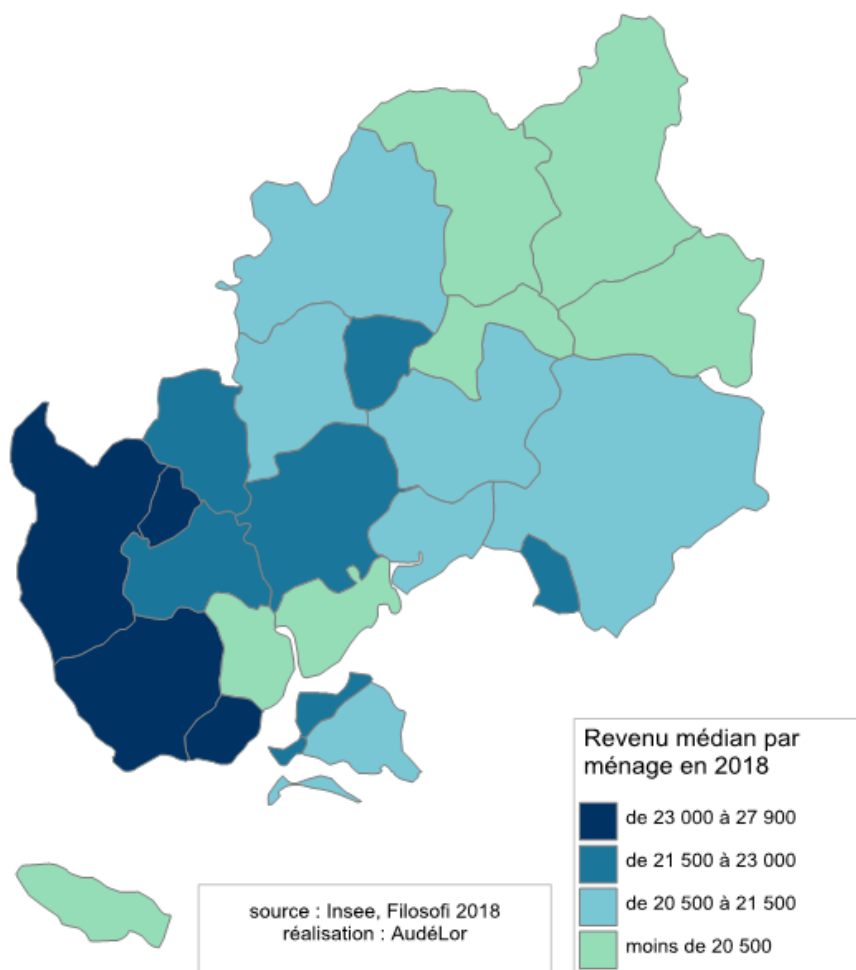 Revenu médian par
ménage en 2018
de 23 000 à 27 900
de 21 500 à 23 000
de 20 500 à 21 500
moins de 20 500
source : Insee, Filosofi 2018
réalisation : AudéLor